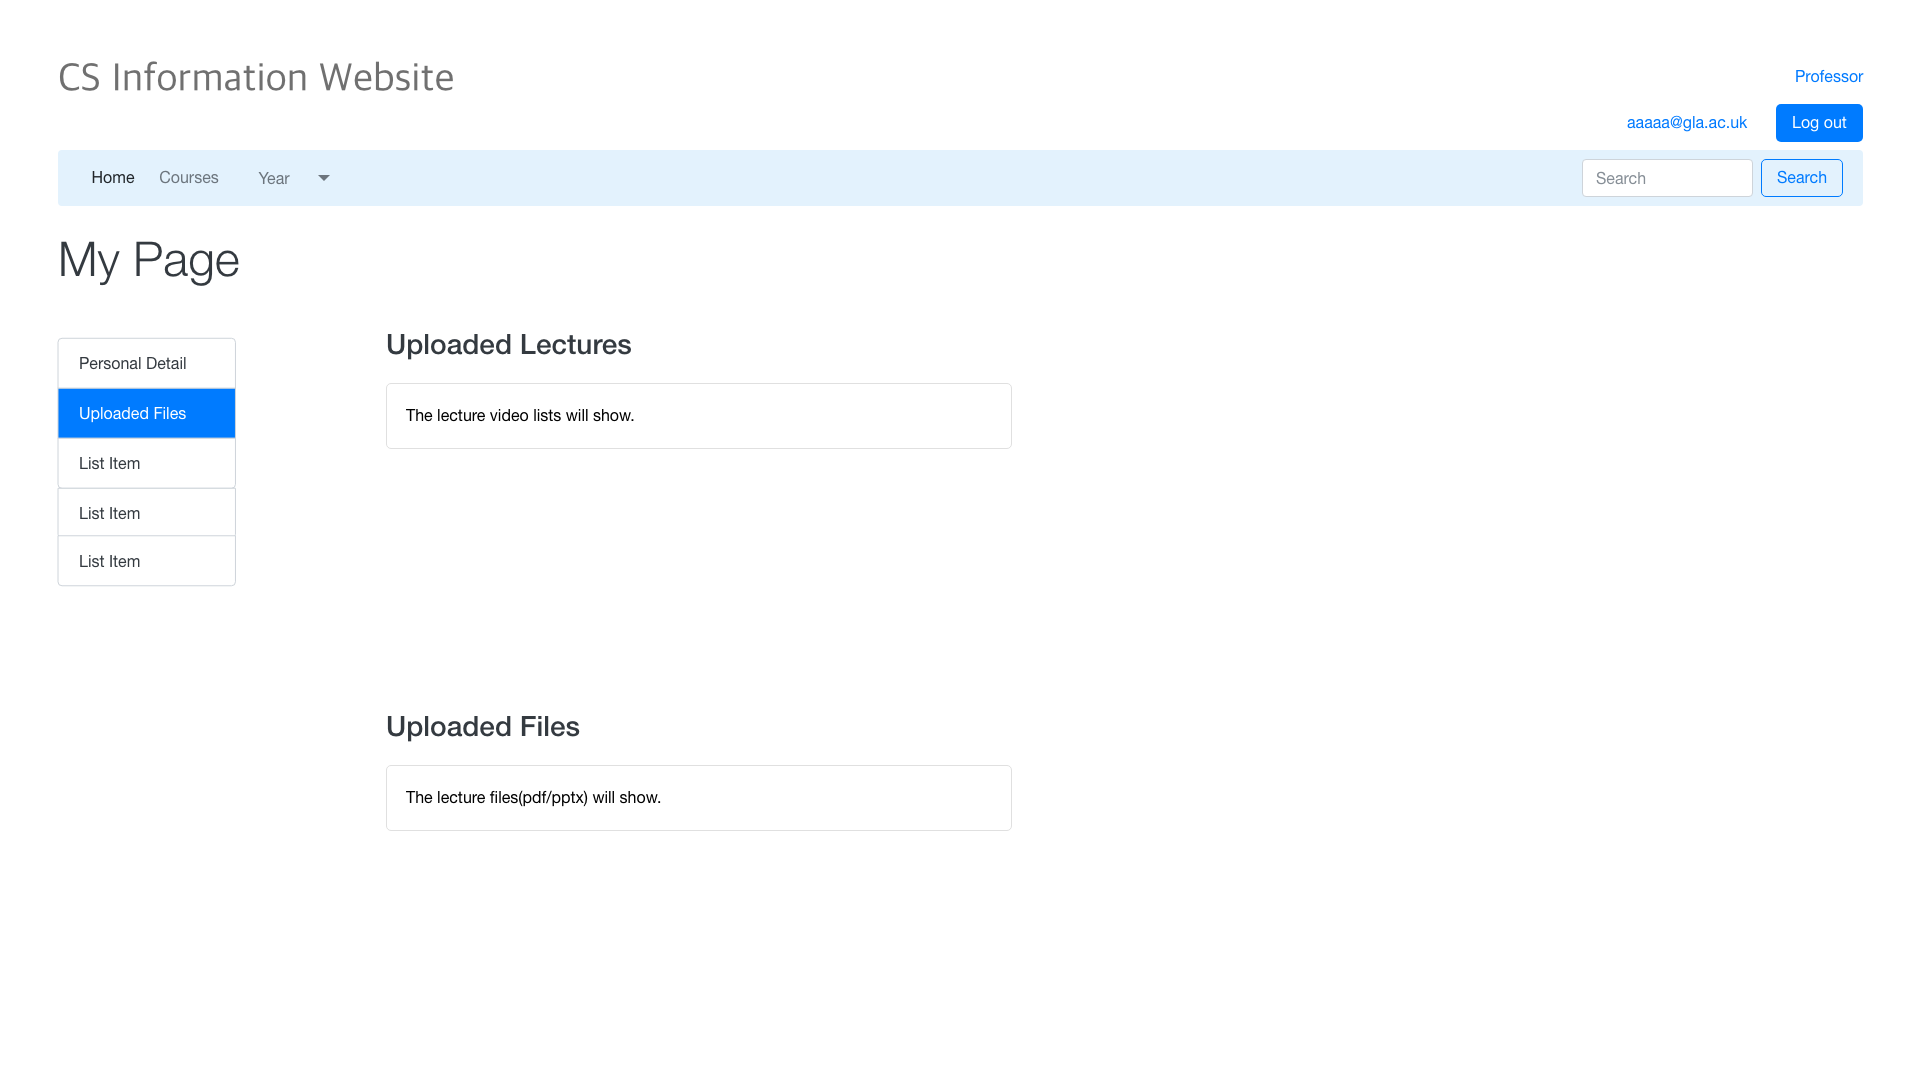 CS Information Website
Professor
aaaaa@gla.ac.uk
Log out
Home Courses Year Search Search
My Page
Personal Detail
Uploaded Files
List Item
List Item
List Item
Uploaded Lectures
The lecture video lists will show.
Uploaded Files
The lecture files(pdf/pptx) will show.